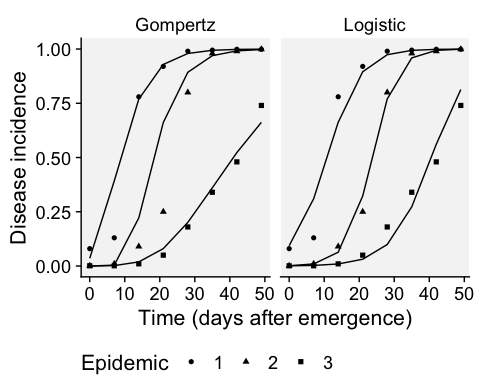 Gompertz Logistic
1.00
0.75
0.50
0.25
0.00
0 10 20 30 40 50 0 10 20 30 40 50
Time (days after emergence)
Disease incidence
Epidemic 1 2 3